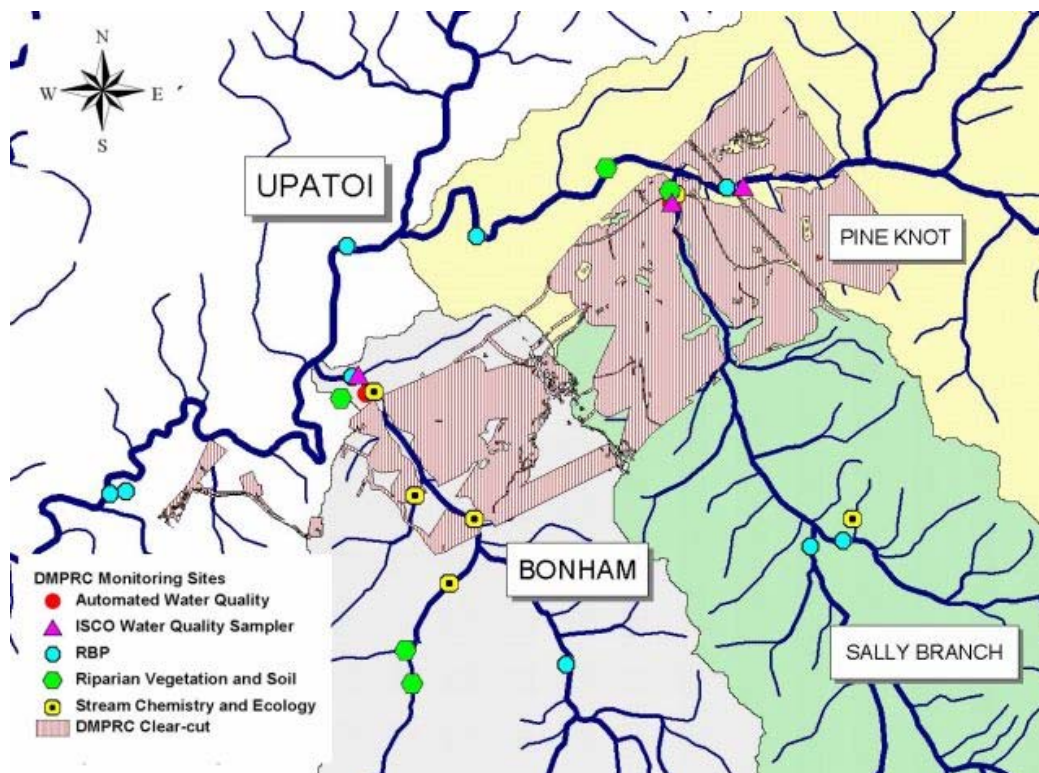 N
W
E
S
UPATOI
PINE KNOT
BONHAM
SALLY BRANCH
DMPRC Monitoring Sites
Automated Water Quality
ISCO Water Quality Sampler
RBP
Riparian Vegetation and Soil
Stream Chemistry and Ecology
DMPRC Clear-cut